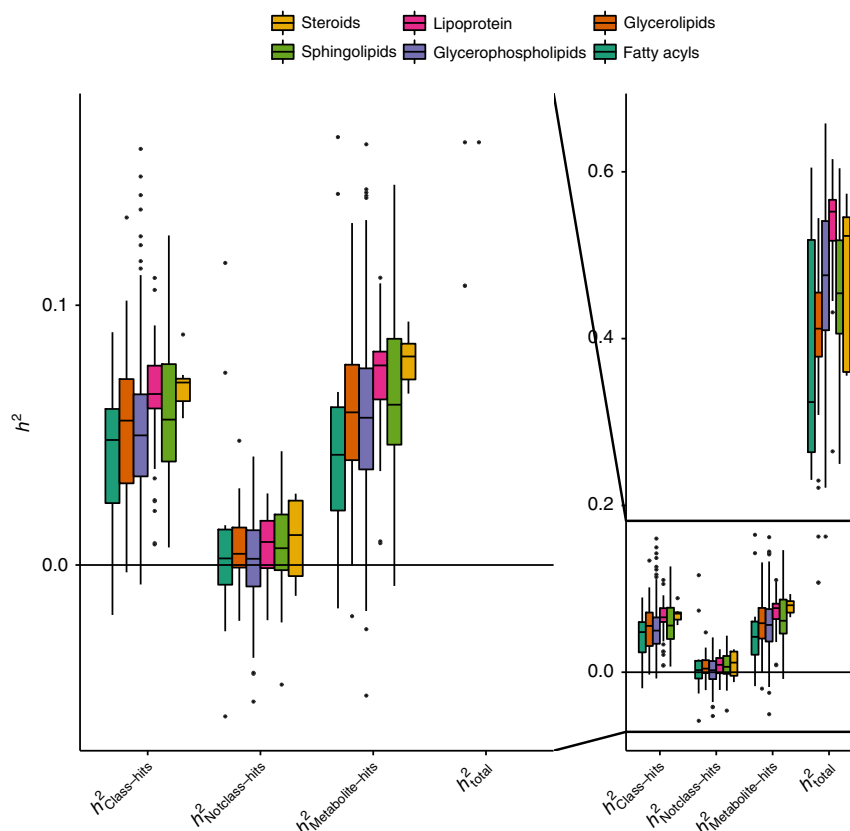 Steroids Lipoprotein Glycerolipids
Sphingolipids Glycerophospholipids Fatty acyls
0.6
0.1
0.4
h²
0.2
0.0
0.0
h²Class–hits
h²Notclass–hits
h²Metabolite–hits
h²total
h²Class–hits
h²Notclass–hits
h²Metabolite–hits
h²total